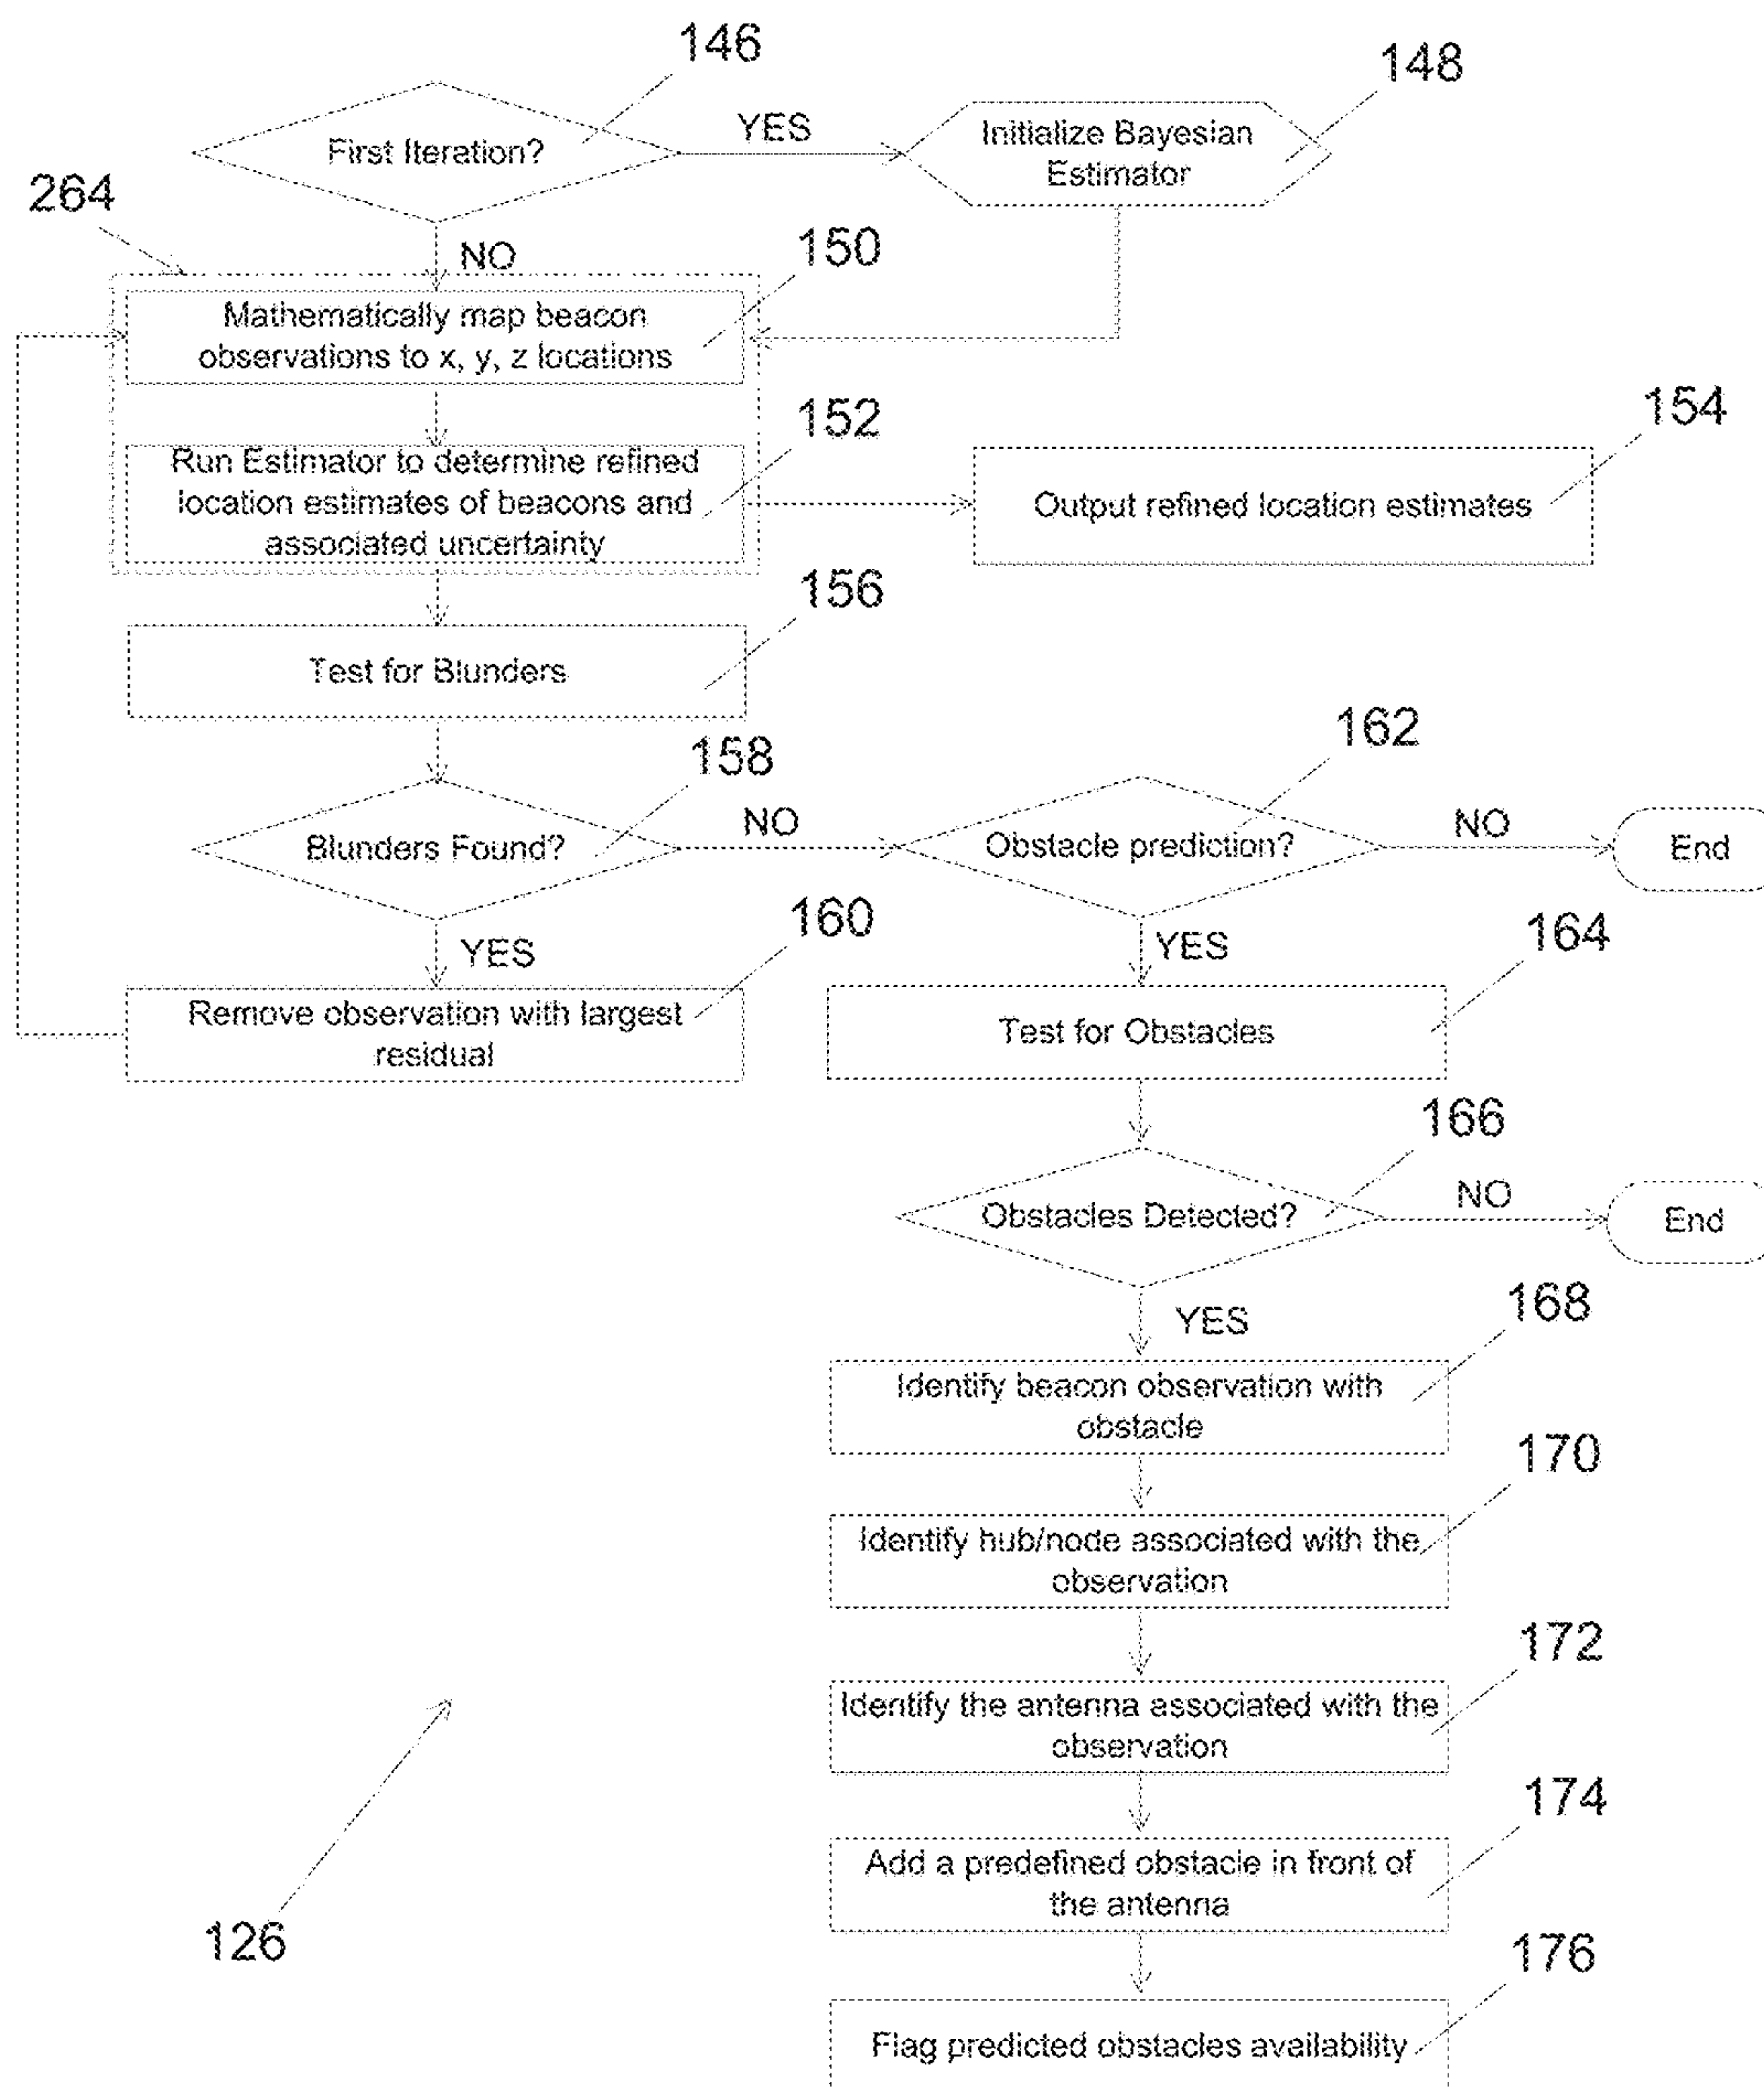 146
148
First Iteration?
YES
Initialize Bayesian
Estimator
264
NO
150
Mathematically map beacon
observations to x, y, z locations
152
154
Run Estimator to determine refined
location estimates of beacons and
associated uncertainty
Output refined location estimates
156
Test for Blunders
158
162
Blunders Found?
NO
Obstacle prediction?
NO
End
160
YES
YES
164
Remove observation with largest
residual
Test for Obstacles
166
Obstacles Detected?
NO
End
YES
168
Identify beacon observation with
obstacle
170
Identify hub/node associated with the
observation
172
Identify the antenna associated with the
observation
174
Add a predefined obstacle in front of
the antenna
126
176
Flag predicted obstacles availability